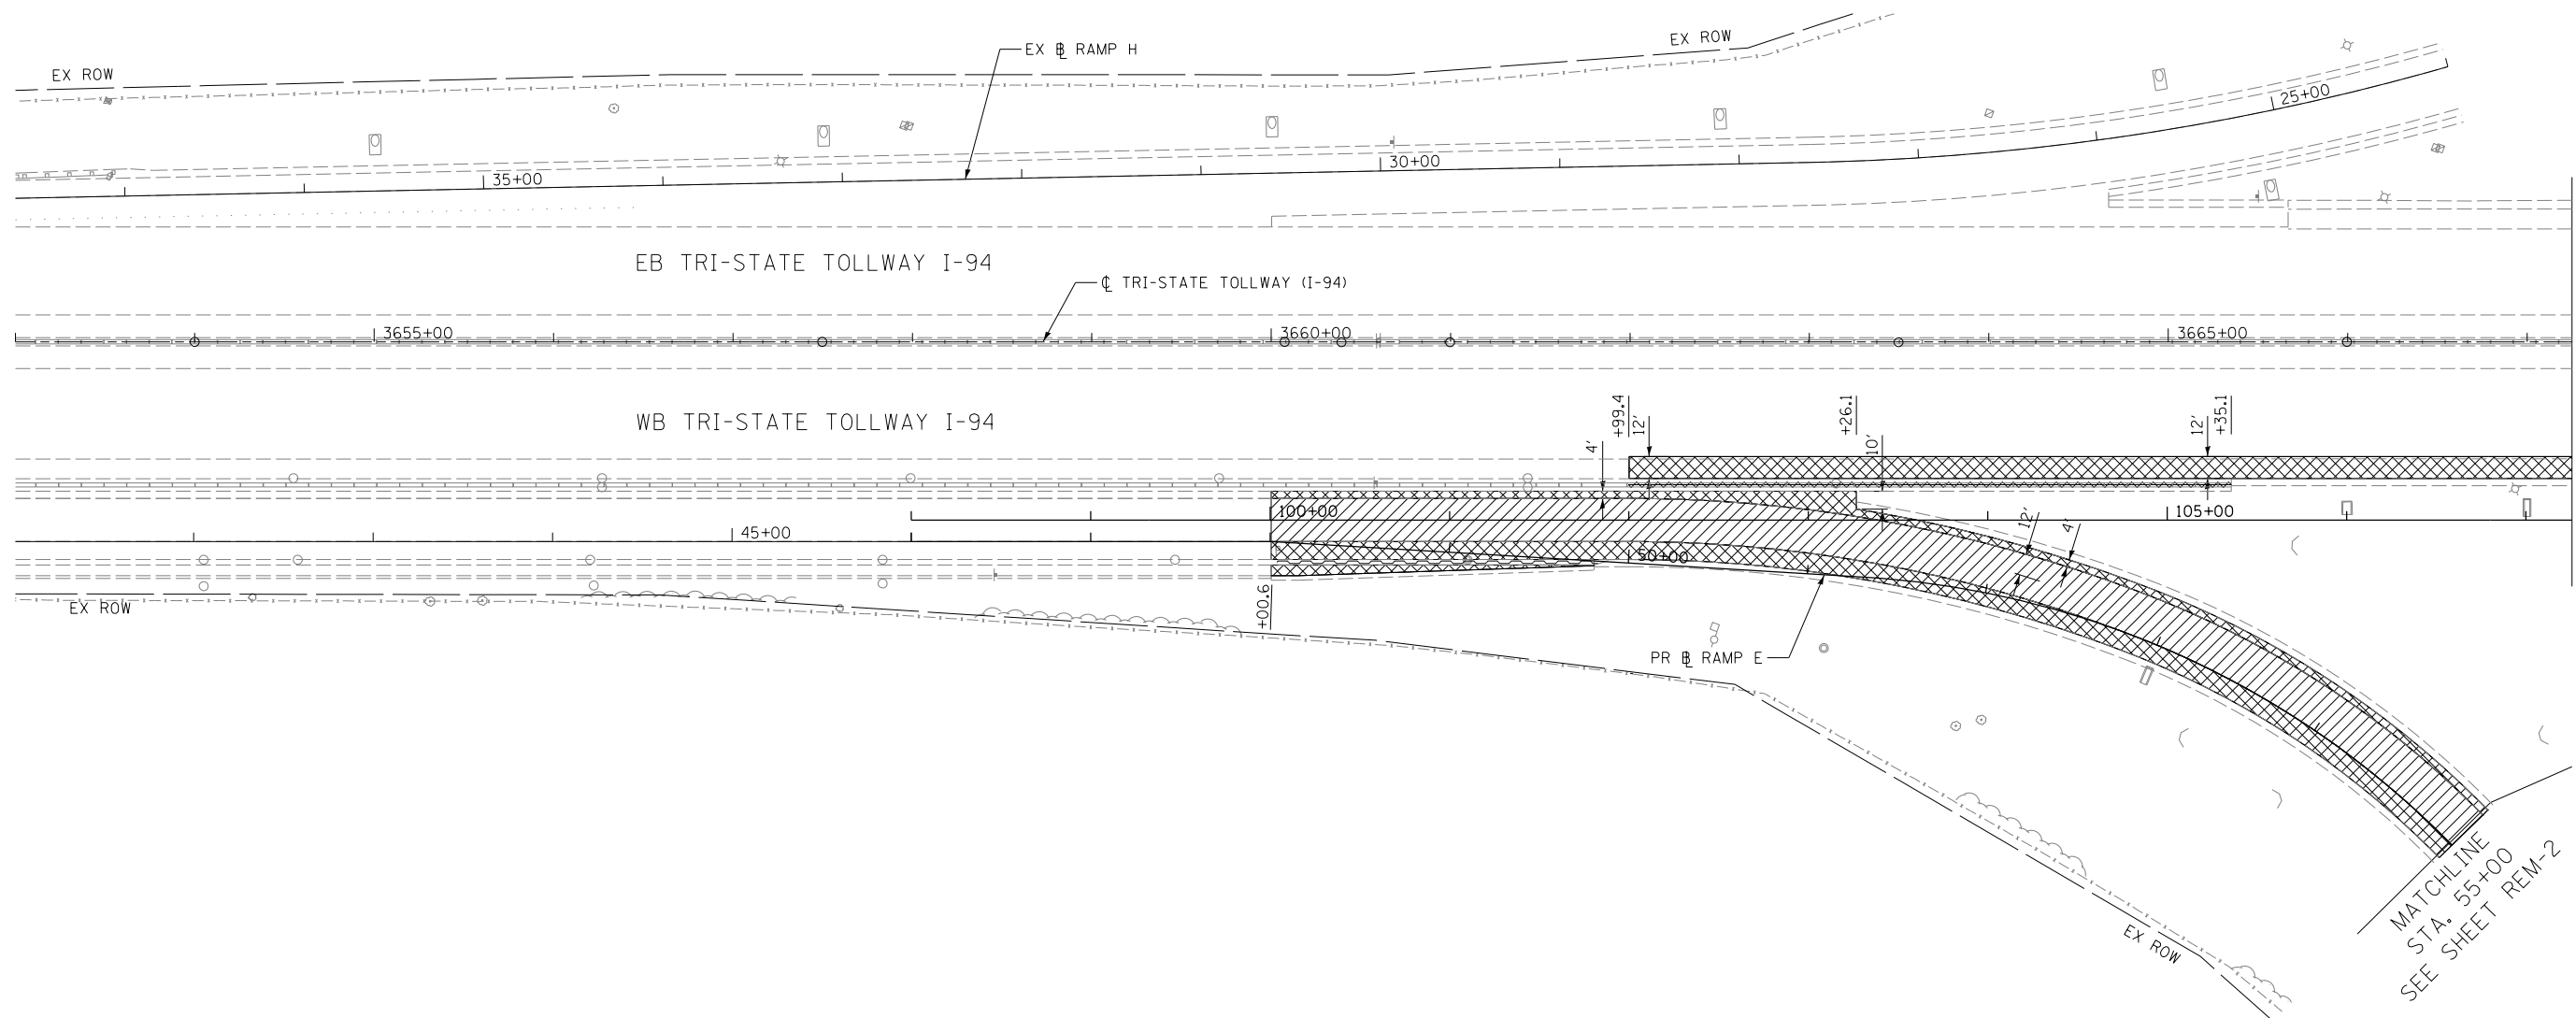 EX ROW
EX ROW
EX ℄ RAMP H
25+00
30+00
35+00
EB TRI-STATE TOLLWAY I-94
℄ TRI-STATE TOLLWAY (I-94)
3655+00
3660+00
3665+00
WB TRI-STATE TOLLWAY I-94
4'
+99.4
12'
+26.1
10'
12'
+35.1
100+00
105+00
45+00
50+00
12'
4'
+00.6
EX ROW
PR ℄ RAMP E
EX ROW
MATCHLINE
STA. 55+00
SEE SHEET REM-2